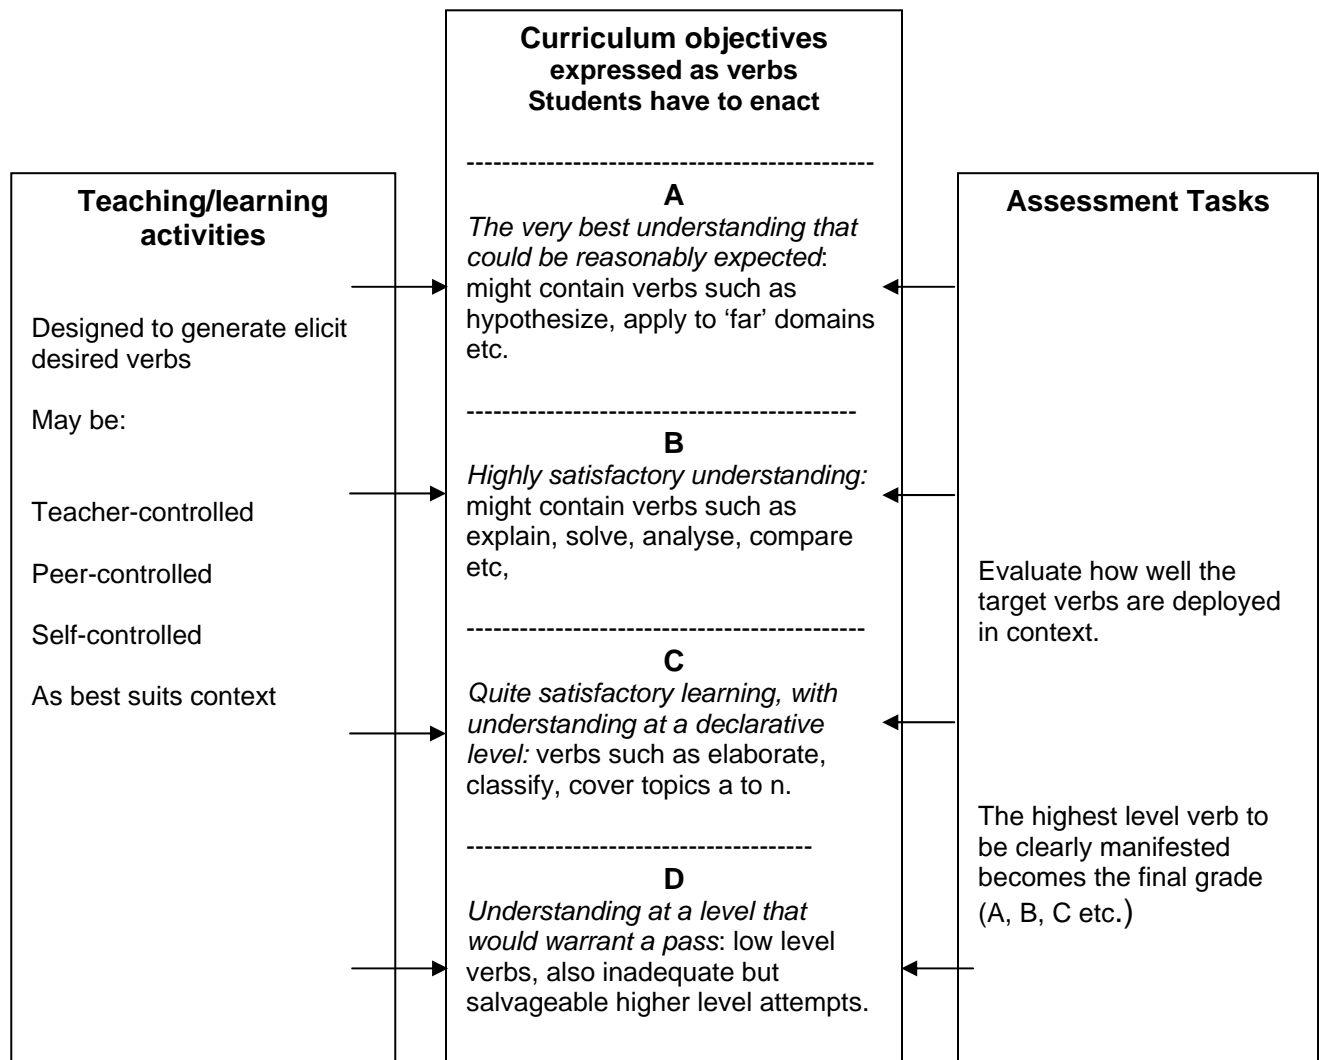 Curriculum objectives
expressed as verbs
Students have to enact
----------------------------------------------
A
The very best understanding that
could be reasonably expected:
might contain verbs such as
hypothesize, apply to ‘far’ domains
etc.
--------------------------------------------
B
Highly satisfactory understanding:
might contain verbs such as
explain, solve, analyse, compare
etc,
---------------------------------------------
C
Quite satisfactory learning, with
understanding at a declarative
level: verbs such as elaborate,
classify, cover topics a to n.
---------------------------------------
D
Understanding at a level that
would warrant a pass: low level
verbs, also inadequate but
salvageable higher level attempts.
Teaching/learning
activities
Designed to generate elicit
desired verbs
May be:
Teacher-controlled
Peer-controlled
Self-controlled
As best suits context
Assessment Tasks
Evaluate how well the
target verbs are deployed
in context.
The highest level verb to
be clearly manifested
becomes the final grade
(A, B, C etc.)